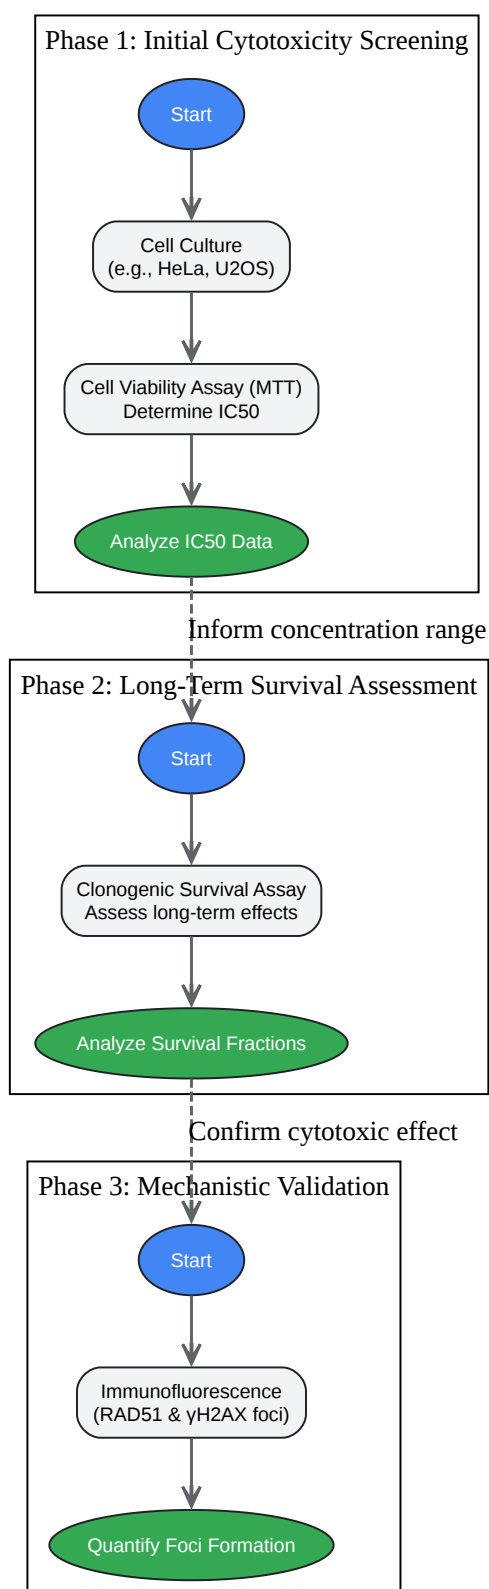 Phase 1: Initial Cytotoxicity Screening
Start
Cell Culture
(e.g., HeLa, U2OS)
Cell Viability Assay (MTT)
Determine IC50
Analyze IC50 Data
Inform concentration range
Phase 2: Long-Term Survival Assessment
Start
Clonogenic Survival Assay
Assess long-term effects
Analyze Survival Fractions
Confirm cytotoxic effect
Phase 3: Mechanistic Validation
Start
Immunofluorescence
(RAD51 & γH2AX foci)
Quantify Foci Formation